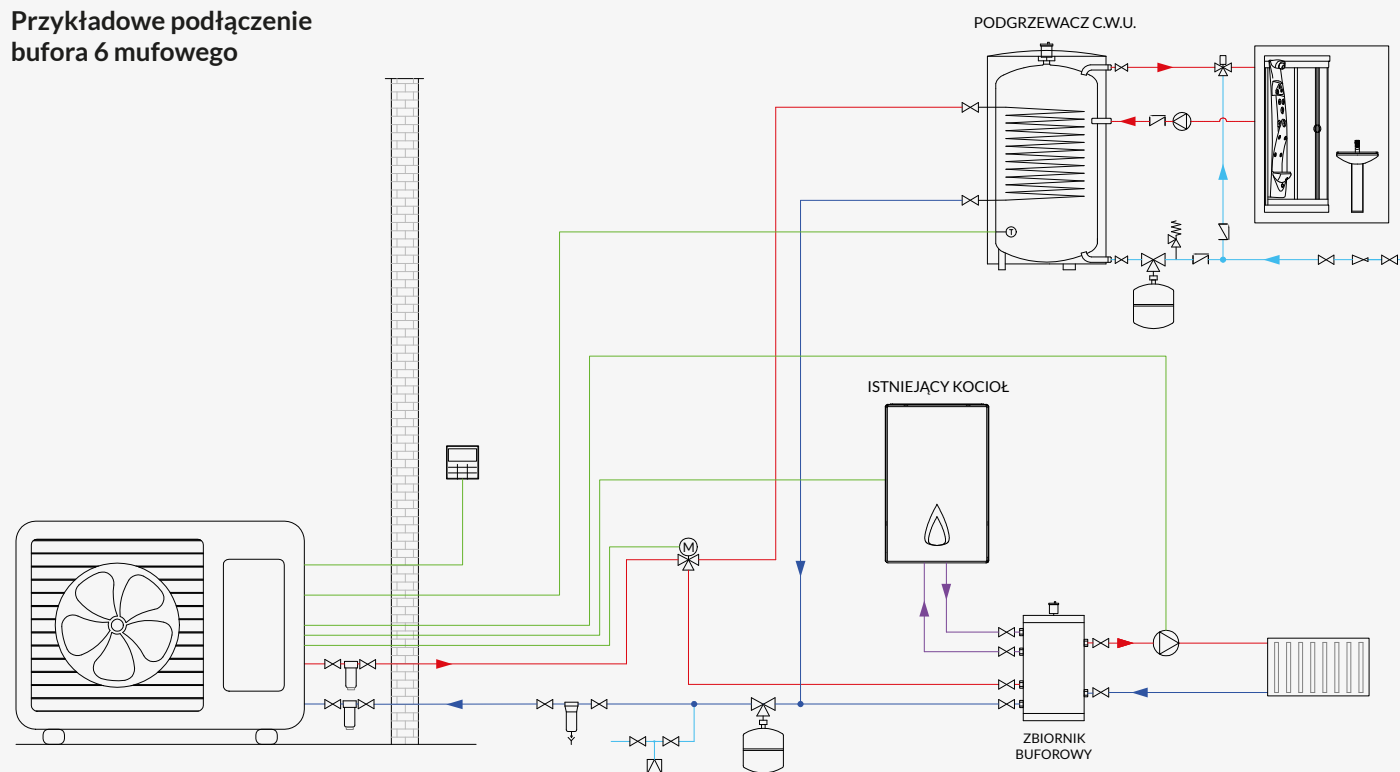 Przykładowe podłączenie
bufora 6 mufowego
PODGRZEWACZ C.W.U.
T
ISTNIEJĄCY KOCIOŁ
M
ZBIORNIK
BUFOROWY